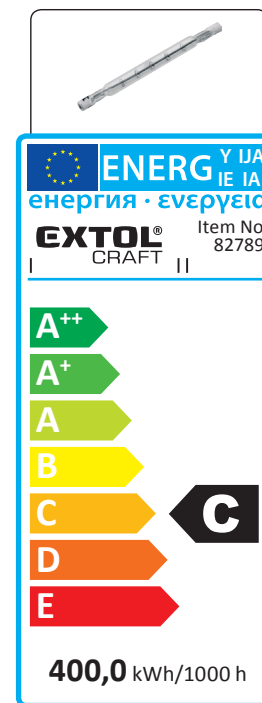 ENERG Y IJA
IE IA
енергия · ενεργεια
EXTOL® Item No
CRAFT 82789
I II
A++
A+
A
B
C C
D
E
400,0 kWh/1000 h